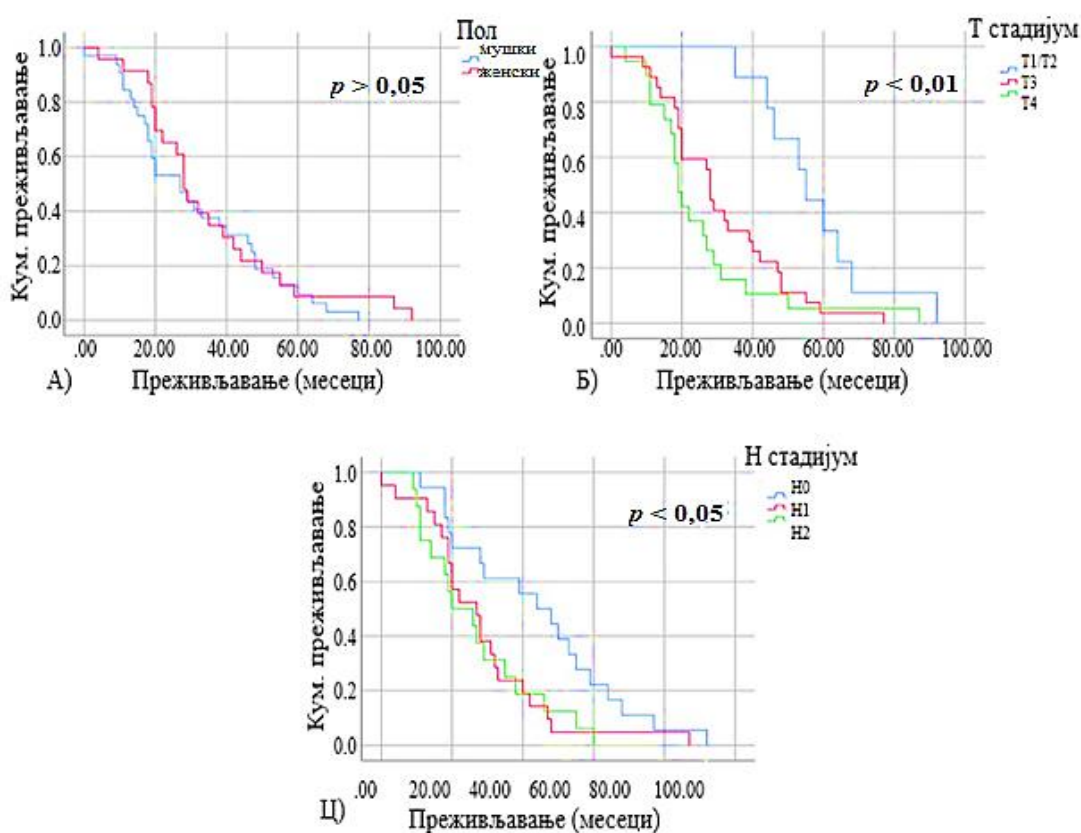 Пол
мушки
женски
p > 0,05
Кум. преживљавање
1.0
0.8
0.6
0.4
0.2
0.0
.00 20.00 40.00 60.00 80.00 100.00
А) Преживљавање (месеци)
Т стадијум
Т1/Т2
Т3
Т4
p < 0,01
Кум. преживљавање
1.0
0.8
0.6
0.4
0.2
0.0
.00 20.00 40.00 60.00 80.00 100.00
Б) Преживљавање (месеци)
Н стадијум
Н0
Н1
Н2
p < 0,05
Кум. преживљавање
1.0
0.8
0.6
0.4
0.2
0.0
.00 20.00 40.00 60.00 80.00 100.00
Ц) Преживљавање (месеци)